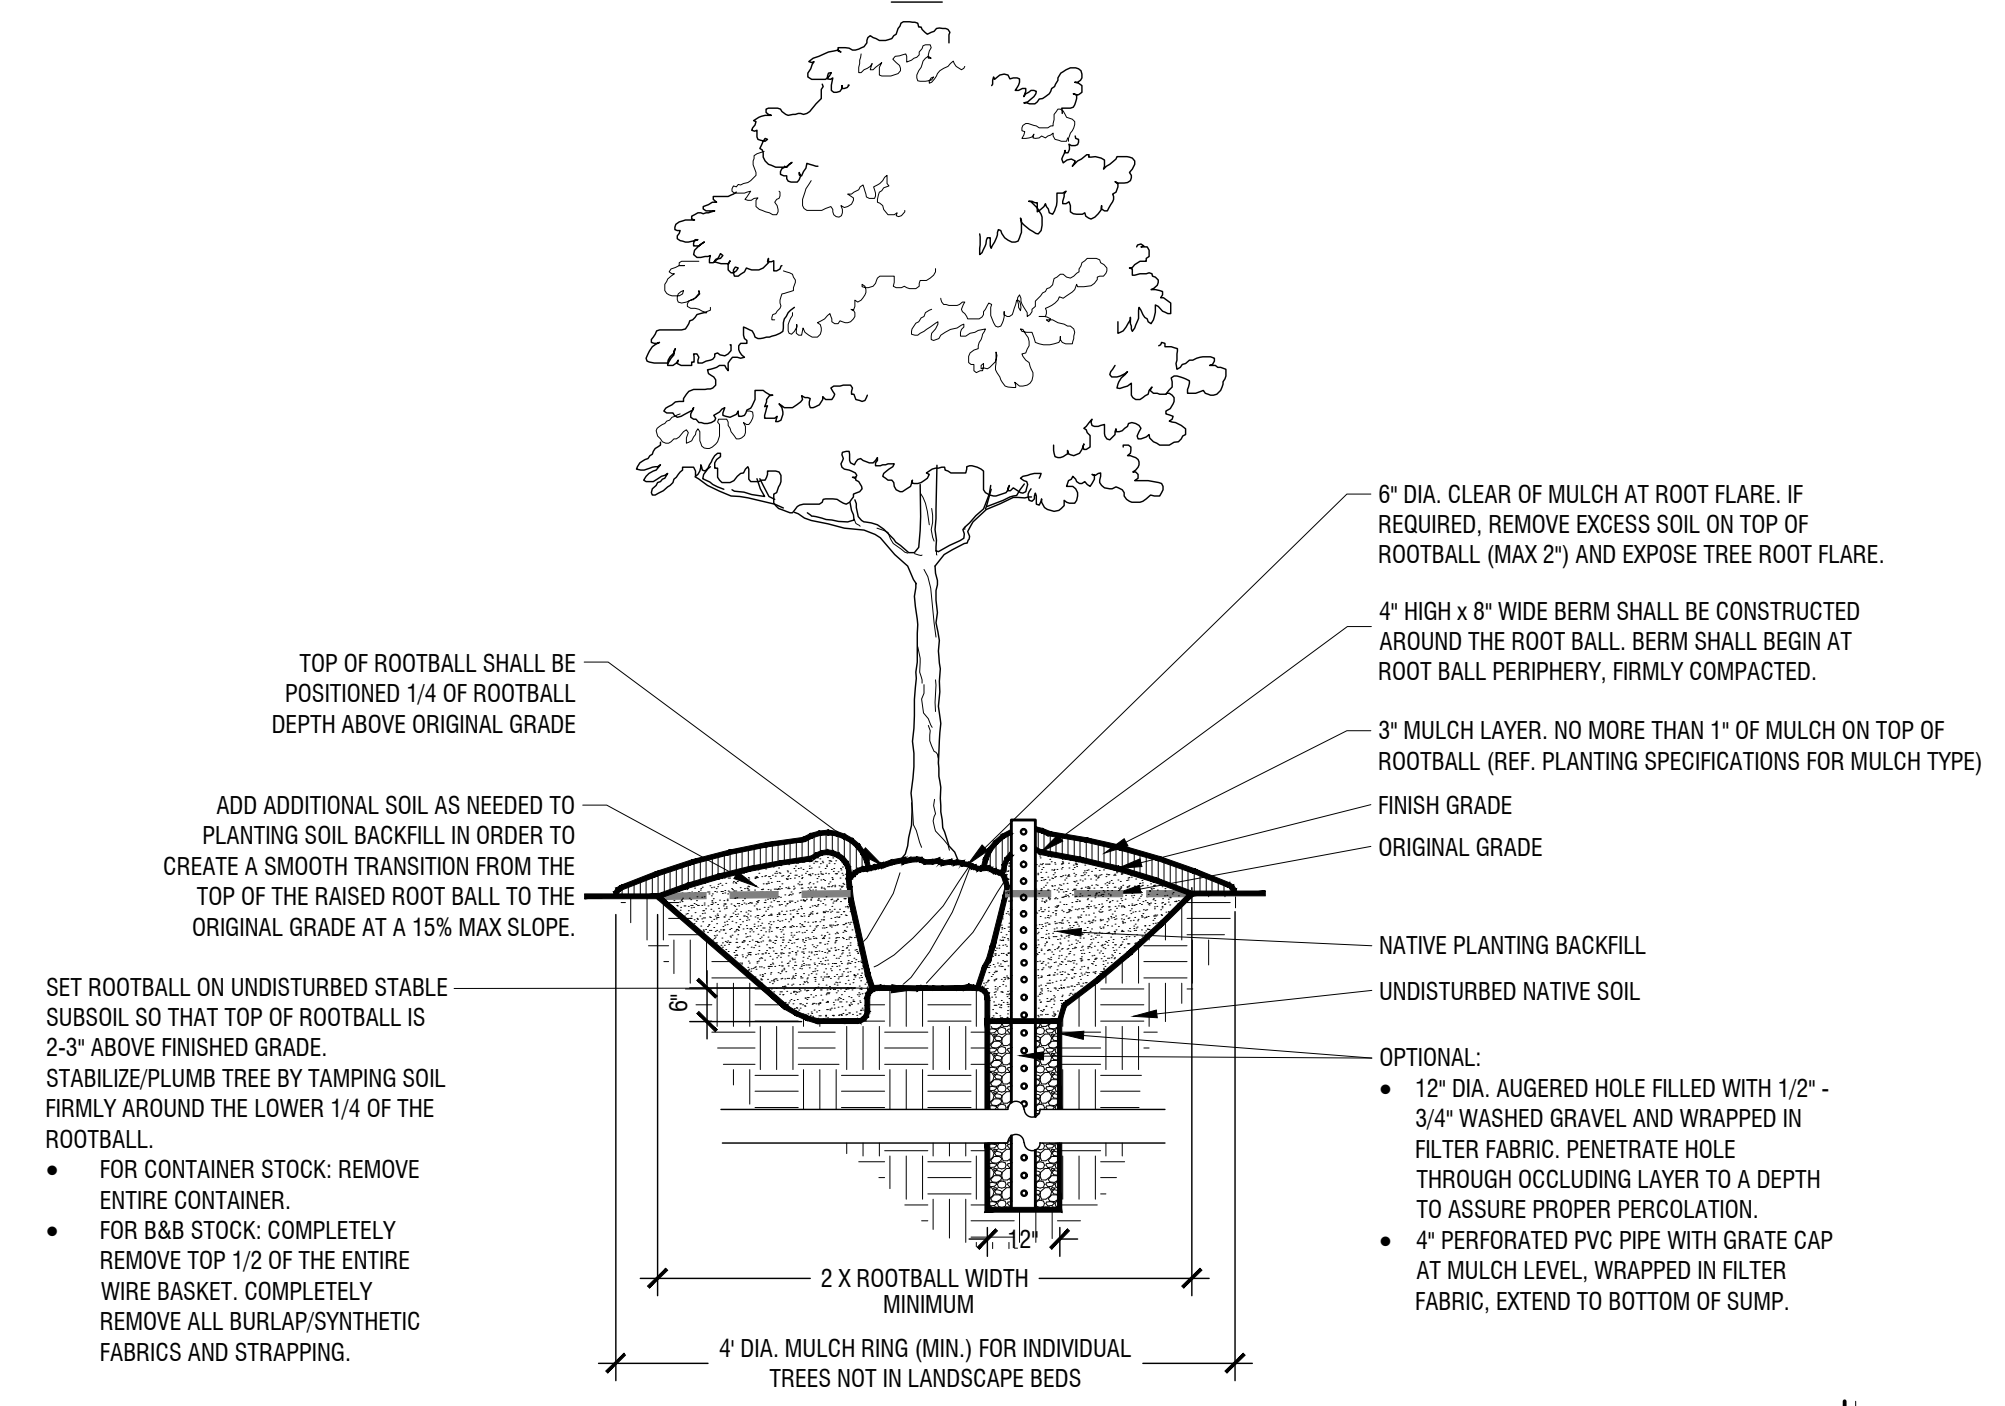 6" DIA. CLEAR OF MULCH AT ROOT FLARE. IF
REQUIRED, REMOVE EXCESS SOIL ON TOP OF
ROOTBALL (MAX 2") AND EXPOSE TREE ROOT FLARE.
4" HIGH x 8" WIDE BERM SHALL BE CONSTRUCTED
AROUND THE ROOT BALL. BERM SHALL BEGIN AT
ROOT BALL PERIPHERY, FIRMLY COMPACTED.
3" MULCH LAYER. NO MORE THAN 1" OF MULCH ON TOP OF
ROOTBALL (REF. PLANTING SPECIFICATIONS FOR MULCH TYPE)
FINISH GRADE
ORIGINAL GRADE
NATIVE PLANTING BACKFILL
UNDISTURBED NATIVE SOIL
OPTIONAL:
• 12" DIA. AUGERED HOLE FILLED WITH 1/2" -
3/4" WASHED GRAVEL AND WRAPPED IN
FILTER FABRIC. PENETRATE HOLE
THROUGH OCCLUDING LAYER TO A DEPTH
TO ASSURE PROPER PERCOLATION.
• 4" PERFORATED PVC PIPE WITH GRATE CAP
AT MULCH LEVEL, WRAPPED IN FILTER
FABRIC, EXTEND TO BOTTOM OF SUMP.
TOP OF ROOTBALL SHALL BE
POSITIONED 1/4 OF ROOTBALL
DEPTH ABOVE ORIGINAL GRADE
ADD ADDITIONAL SOIL AS NEEDED TO
PLANTING SOIL BACKFILL IN ORDER TO
CREATE A SMOOTH TRANSITION FROM THE
TOP OF THE RAISED ROOT BALL TO THE
ORIGINAL GRADE AT A 15% MAX SLOPE.
SET ROOTBALL ON UNDISTURBED STABLE
SUBSOIL SO THAT TOP OF ROOTBALL IS
2-3" ABOVE FINISHED GRADE.
STABILIZE/PLUMB TREE BY TAMPING SOIL
FIRMLY AROUND THE LOWER 1/4 OF THE
ROOTBALL.
• FOR CONTAINER STOCK: REMOVE
ENTIRE CONTAINER.
• FOR B&B STOCK: COMPLETELY
REMOVE TOP 1/2 OF THE ENTIRE
WIRE BASKET. COMPLETELY
REMOVE ALL BURLAP/SYNTHETIC
FABRICS AND STRAPPING.
6"
12"
2 X ROOTBALL WIDTH
MINIMUM
4' DIA. MULCH RING (MIN.) FOR INDIVIDUAL
TREES NOT IN LANDSCAPE BEDS